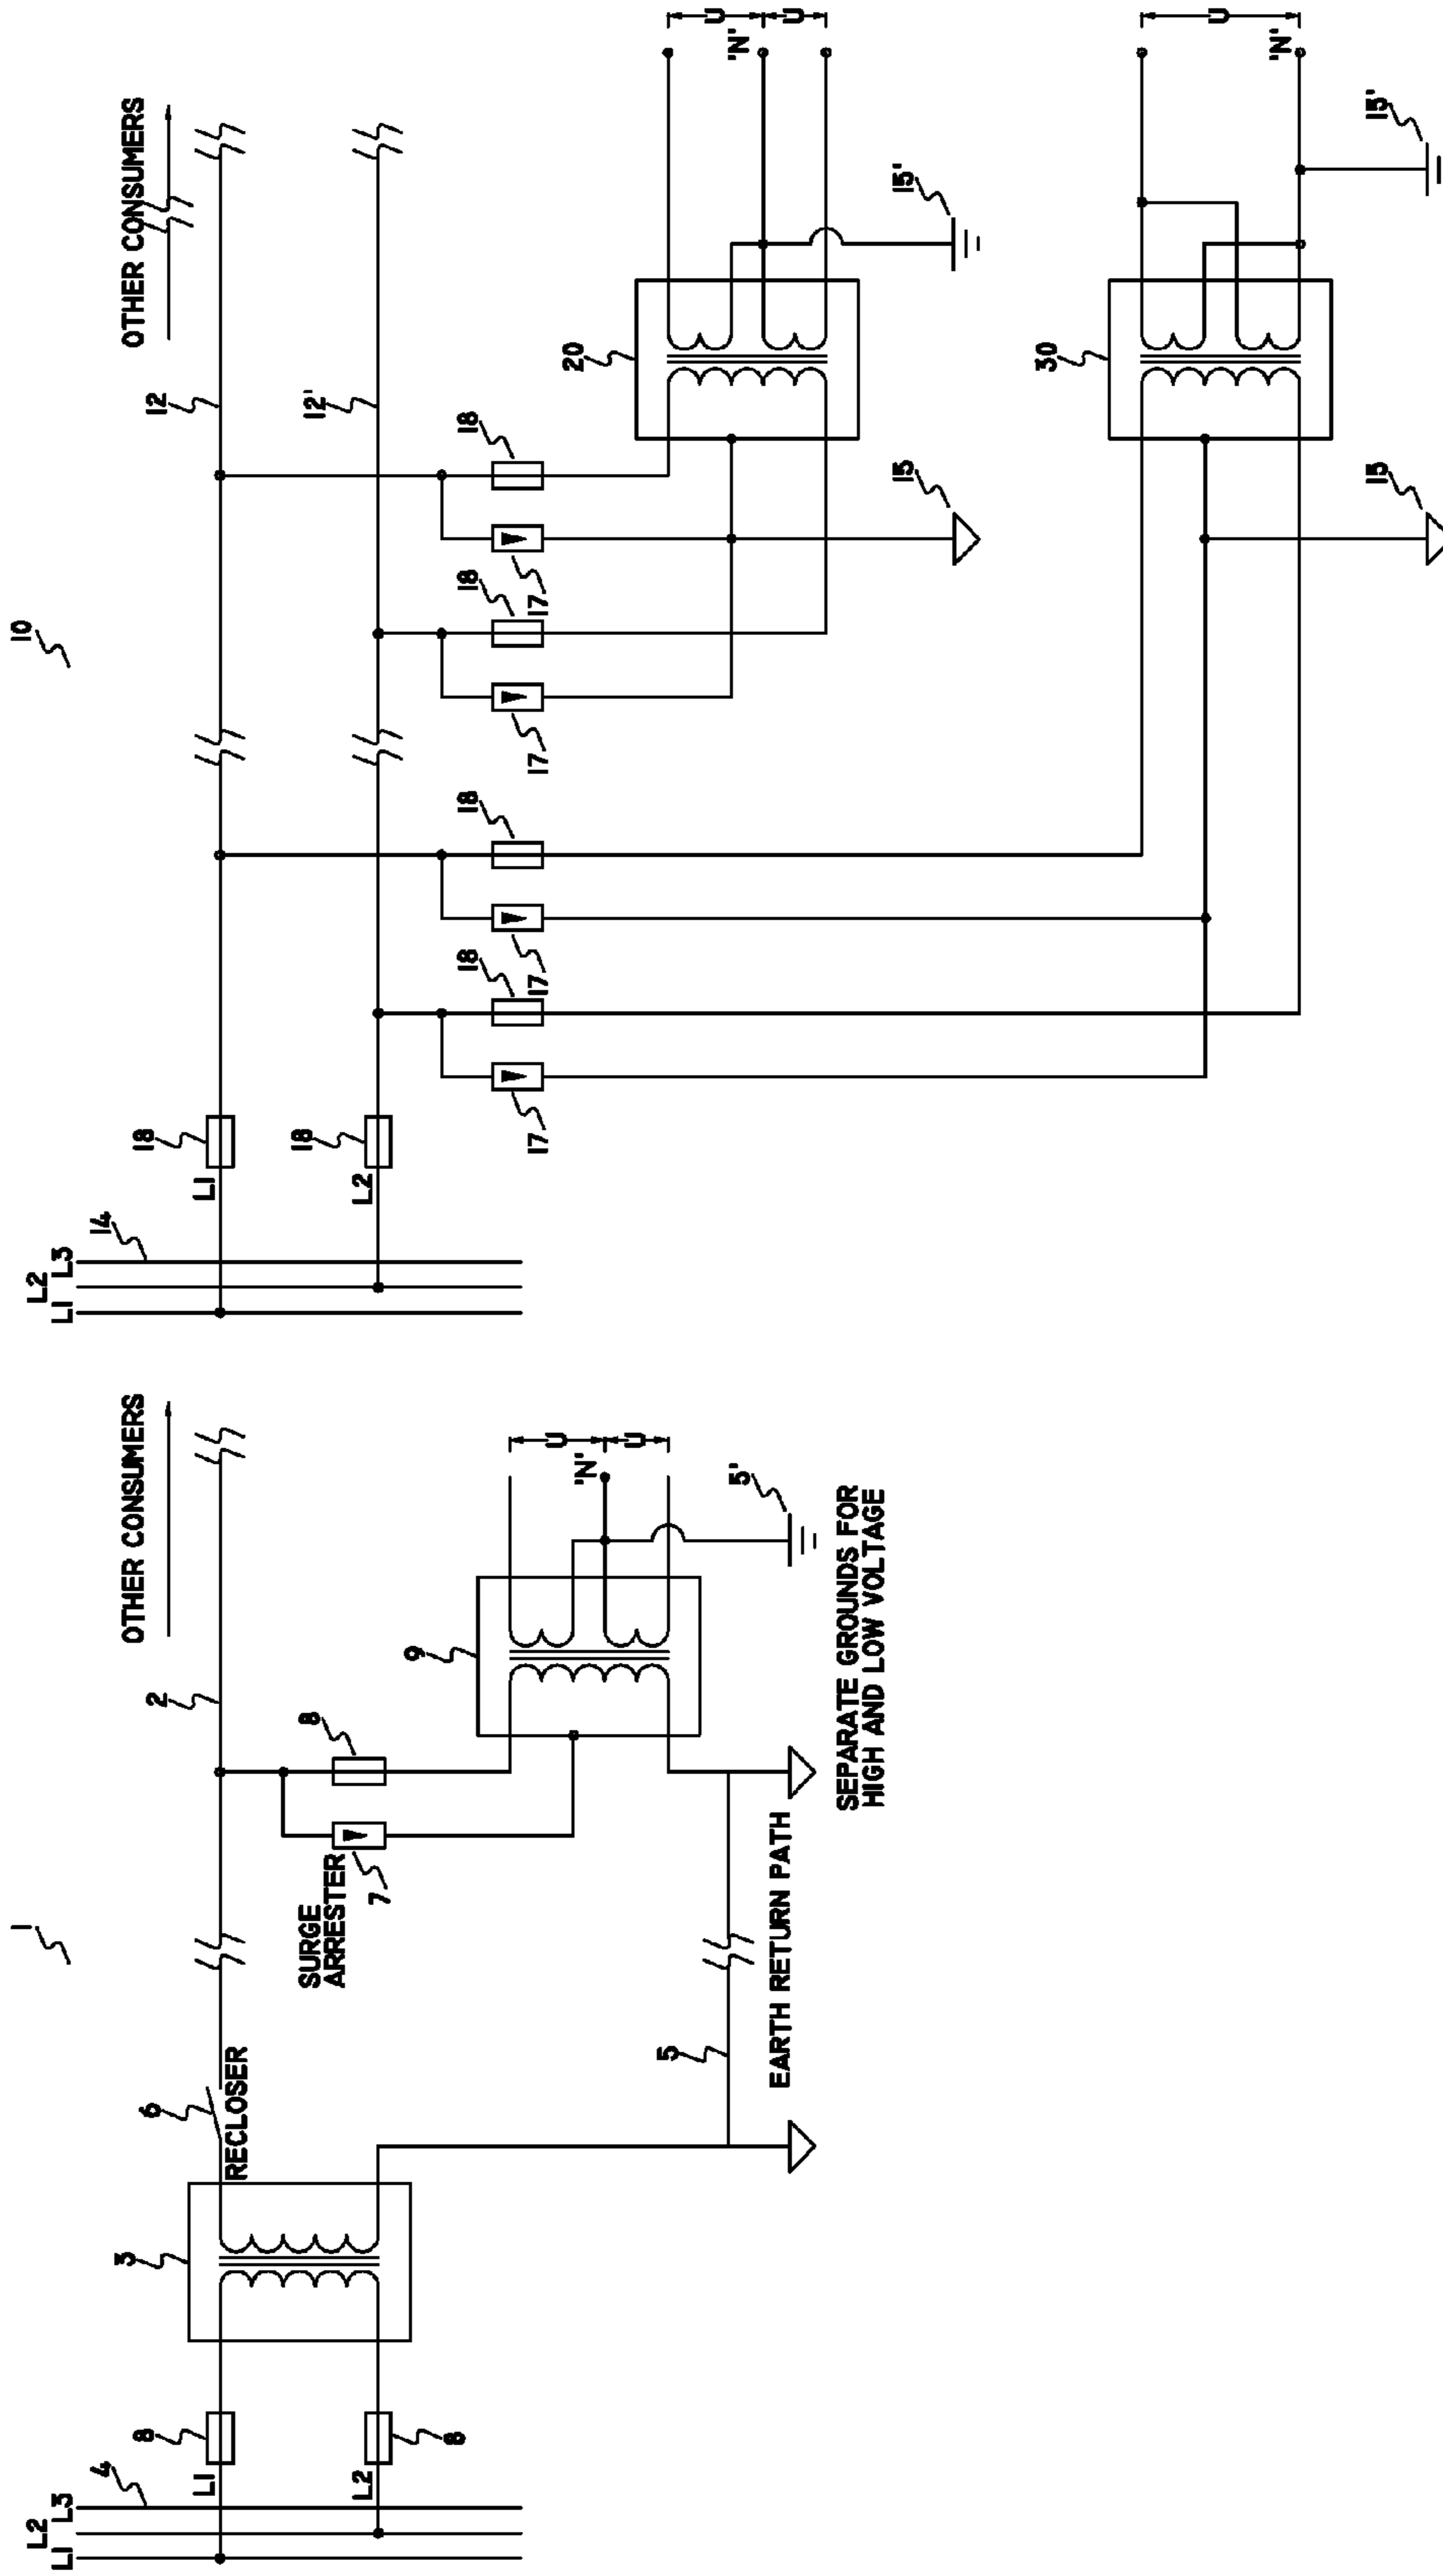 1
L2
L1 L3
4
3
OTHER CONSUMERS
8
6
2
L1
RECLOSER
SURGE
ARRESTER
8
L2
7
9
8
U
'N'
U
5
5'
EARTH RETURN PATH
SEPARATE GROUNDS FOR
HIGH AND LOW VOLTAGE
10
L2
L1 L3
14
OTHER CONSUMERS
18
12
L1
18
12'
L2
18
18
18
18
17
17
17
17
20
U
'N'
U
15
15'
30
U
'N'
15
15'